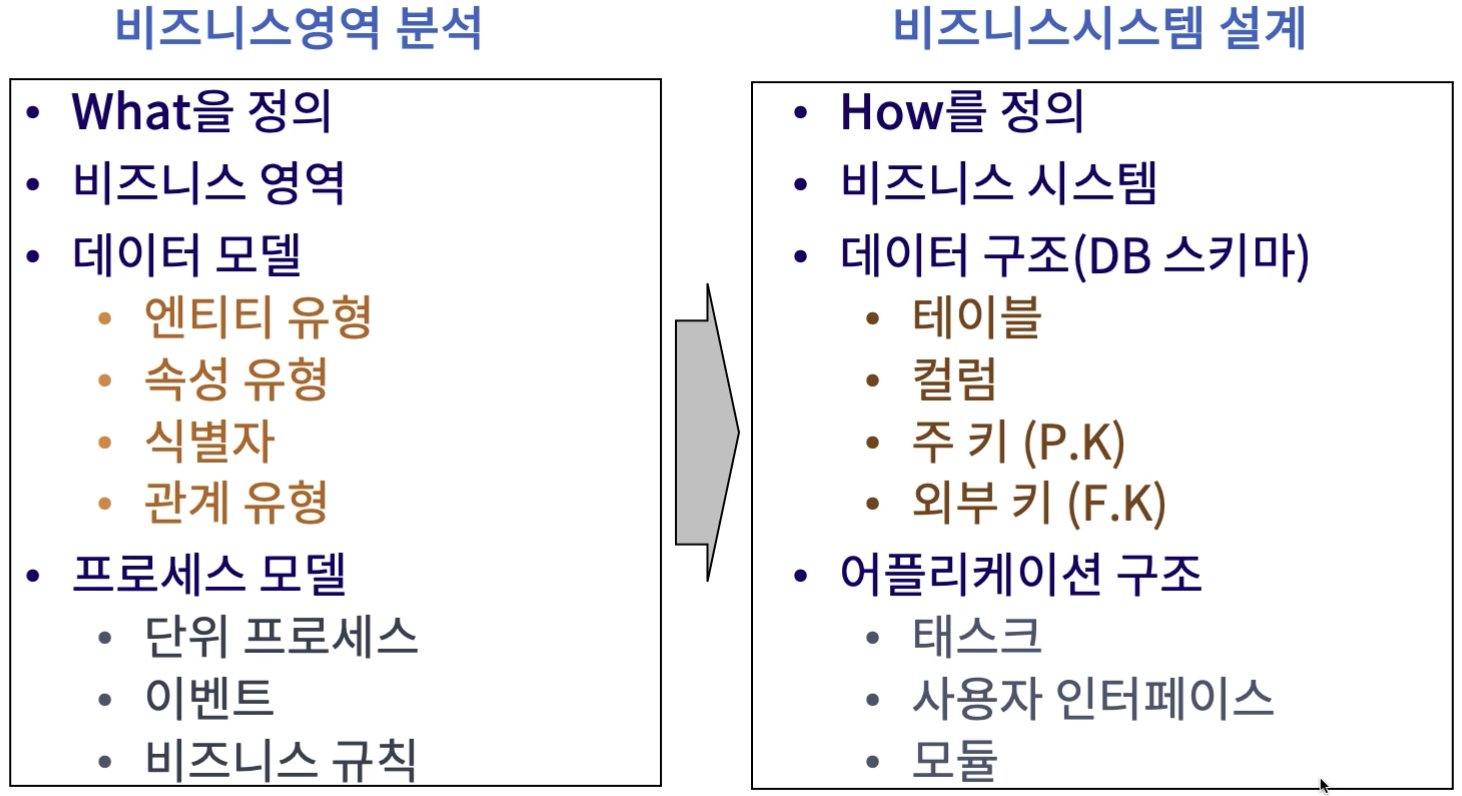 비즈니스영역 분석
• What을 정의
• 비즈니스 영역
• 데이터 모델
• 엔티티 유형
• 속성 유형
• 식별자
• 관계 유형
• 프로세스 모델
• 단위 프로세스
• 이벤트
• 비즈니스 규칙
비즈니스시스템 설계
• How를 정의
• 비즈니스 시스템
• 데이터 구조(DB 스키마)
• 테이블
• 컬럼
• 주 키 (P.K)
• 외부 키 (F.K)
• 어플리케이션 구조
• 태스크
• 사용자 인터페이스
• 모듈